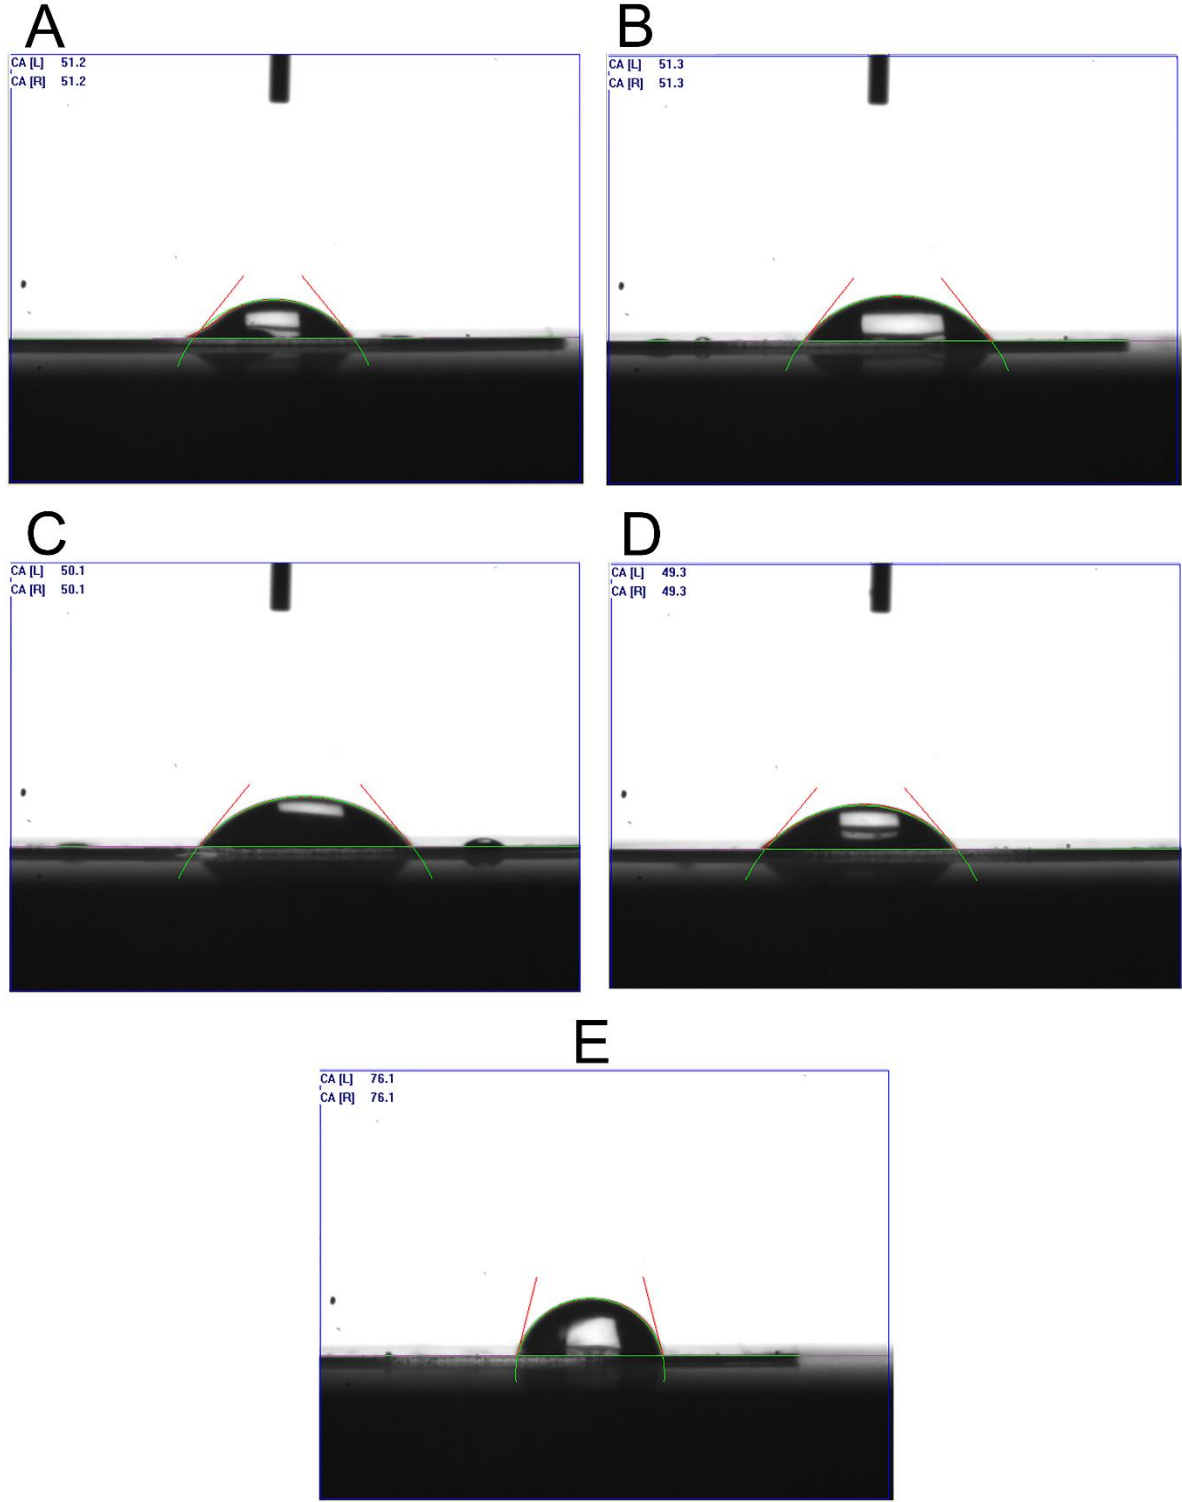 A
CA [L] 51.2
CA [R] 51.2
B
CA [L] 51.3
CA [R] 51.3
C
CA [L] 50.1
CA [R] 50.1
D
CA [L] 49.3
CA [R] 49.3
E
CA [L] 76.1
CA [R] 76.1